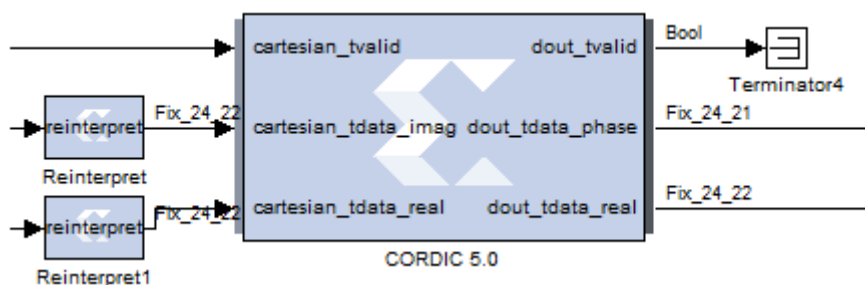 cartesian_tvalid
dout_tvalid
Bool
Terminator4
reinterpret
Fix_24_22
cartesian_tdata_imag
dout_tdata_phase
Fix_24_21
Reinterpret
reinterpret
Fix_24_22
cartesian_tdata_real
dout_tdata_real
Fix_24_22
Reinterpret1
CORDIC 5.0